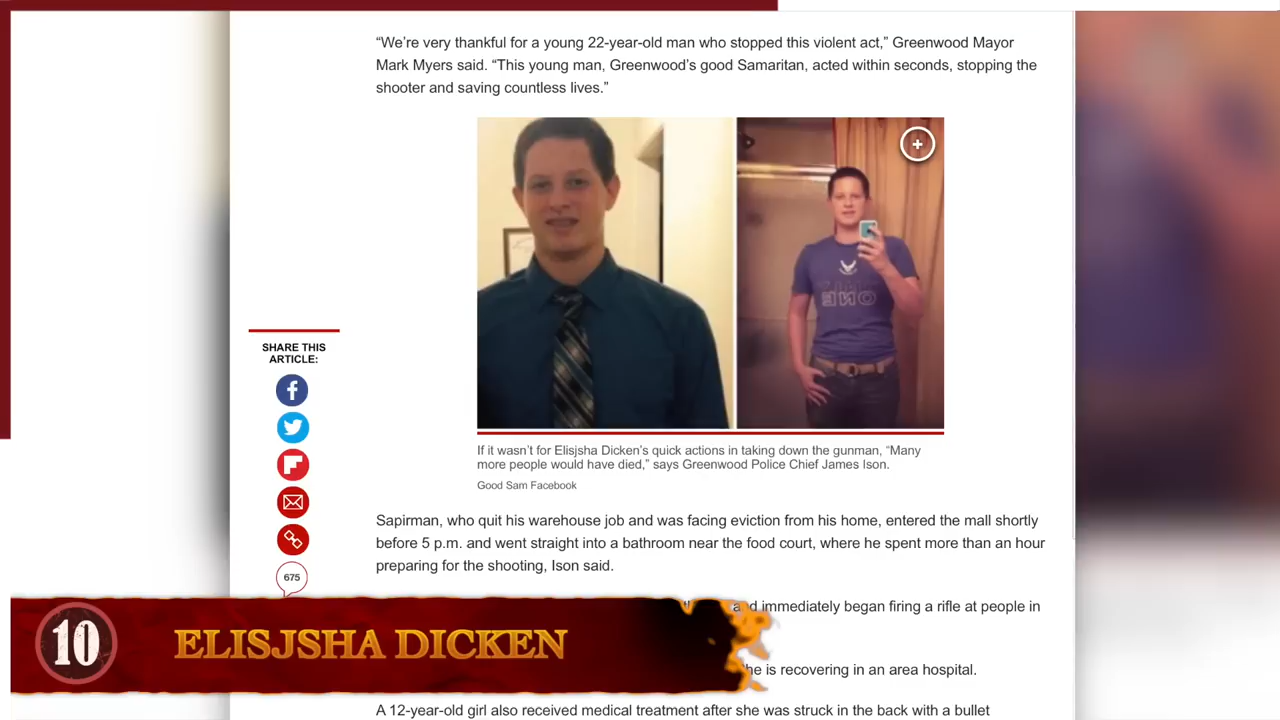 “We’re very thankful for a young 22-year-old man who stopped this violent act,” Greenwood Mayor
Mark Myers said. “This young man, Greenwood’s good Samaritan, acted within seconds, stopping the
shooter and saving countless lives.”
SHARE THIS
ARTICLE:
675
If it wasn’t for Elisjsha Dicken’s quick actions in taking down the gunman, “Many
more people would have died,” says Greenwood Police Chief James Ison.
Good Sam Facebook
Sapirman, who quit his warehouse job and was facing eviction from his home, entered the mall shortly
before 5 p.m. and went straight into a bathroom near the food court, where he spent more than an hour
preparing for the shooting, Ison said.
and immediately began firing a rifle at people in
10 ELISJSHA DICKEN
he is recovering in an area hospital.
A 12-year-old girl also received medical treatment after she was struck in the back with a bullet